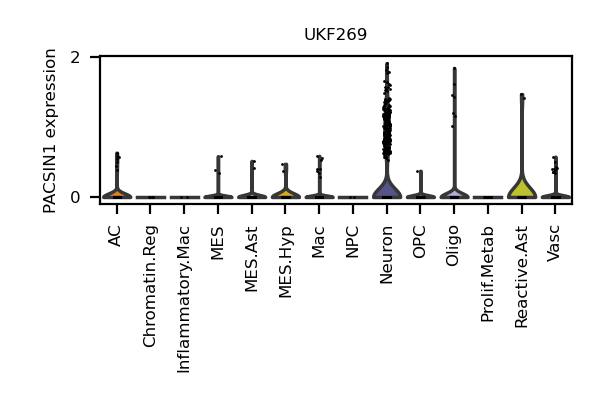 UKF269
PACSIN1 expression
2
0
AC
Chromatin.Reg
Inflammatory.Mac
MES
MES.Ast
MES.Hyp
Mac
NPC
Neuron
OPC
Oligo
Prolif.Metab
Reactive.Ast
Vasc